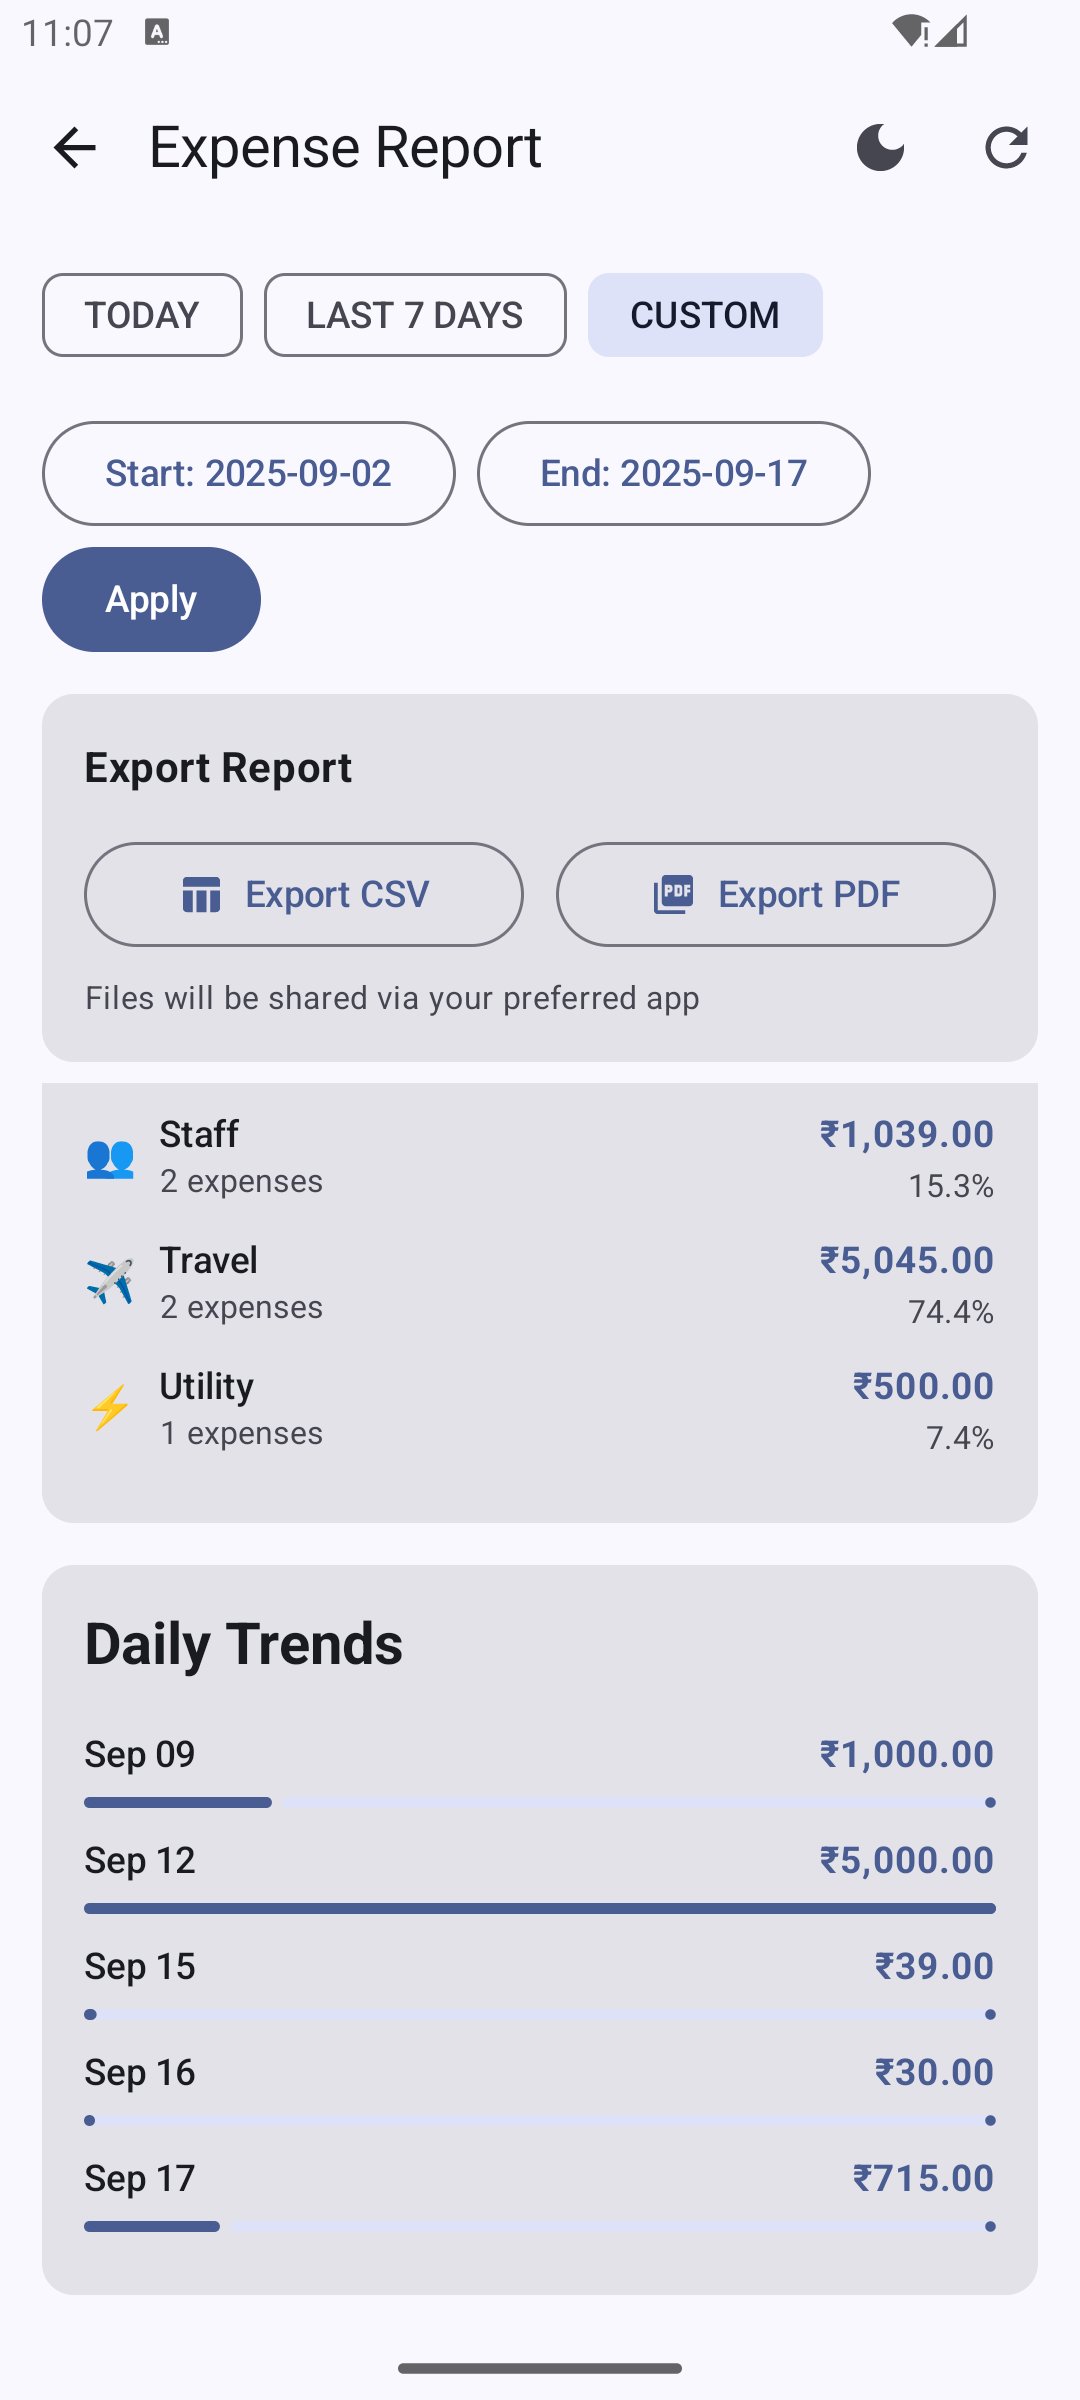 11:07
Expense Report
TODAY
LAST 7 DAYS
CUSTOM
Start: 2025-09-02
End: 2025-09-17
Apply
Export Report
Export CSV
Export PDF
Files will be shared via your preferred app
Staff
₹1,039.00
2 expenses
15.3%
Travel
₹5,045.00
2 expenses
74.4%
Utility
₹500.00
1 expenses
7.4%
Daily Trends
Sep 09
₹1,000.00
Sep 12
₹5,000.00
Sep 15
₹39.00
Sep 16
₹30.00
Sep 17
₹715.00